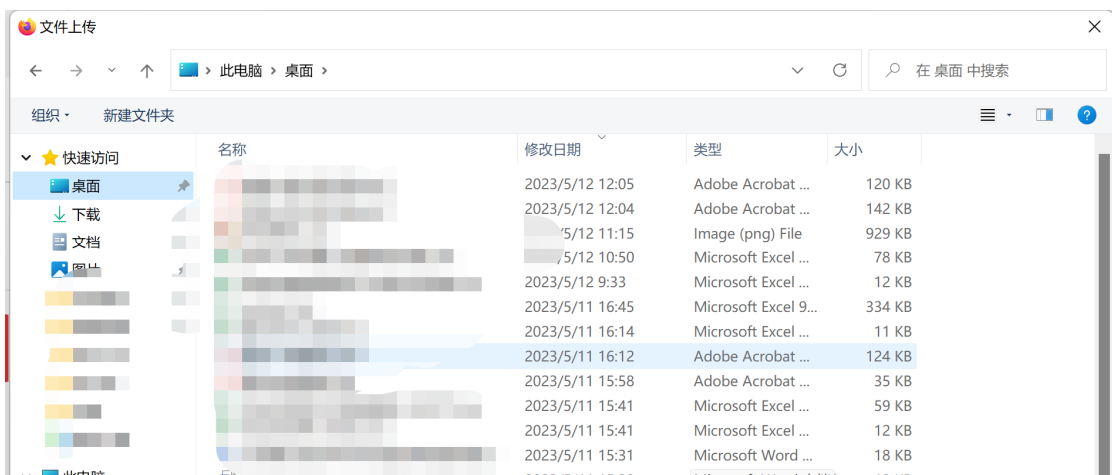 文件上传
此电脑 > 桌面 >
在 桌面 中搜索
组织
新建文件夹
名称 修改日期 类型 大小
快速访问
桌面
下载
文档
图片
2023/5/12 12:05 Adobe Acrobat ... 120 KB
2023/5/12 12:04 Adobe Acrobat ... 142 KB
/5/12 11:15 Image (png) File 929 KB
/5/12 10:50 Microsoft Excel ... 78 KB
2023/5/12 9:33 Microsoft Excel ... 12 KB
2023/5/11 16:45 Microsoft Excel 9... 334 KB
2023/5/11 16:14 Microsoft Excel ... 11 KB
2023/5/11 16:12 Adobe Acrobat ... 124 KB
2023/5/11 15:58 Adobe Acrobat ... 35 KB
2023/5/11 15:41 Microsoft Excel ... 59 KB
2023/5/11 15:41 Microsoft Excel ... 12 KB
2023/5/11 15:31 Microsoft Word ... 18 KB
此电脑